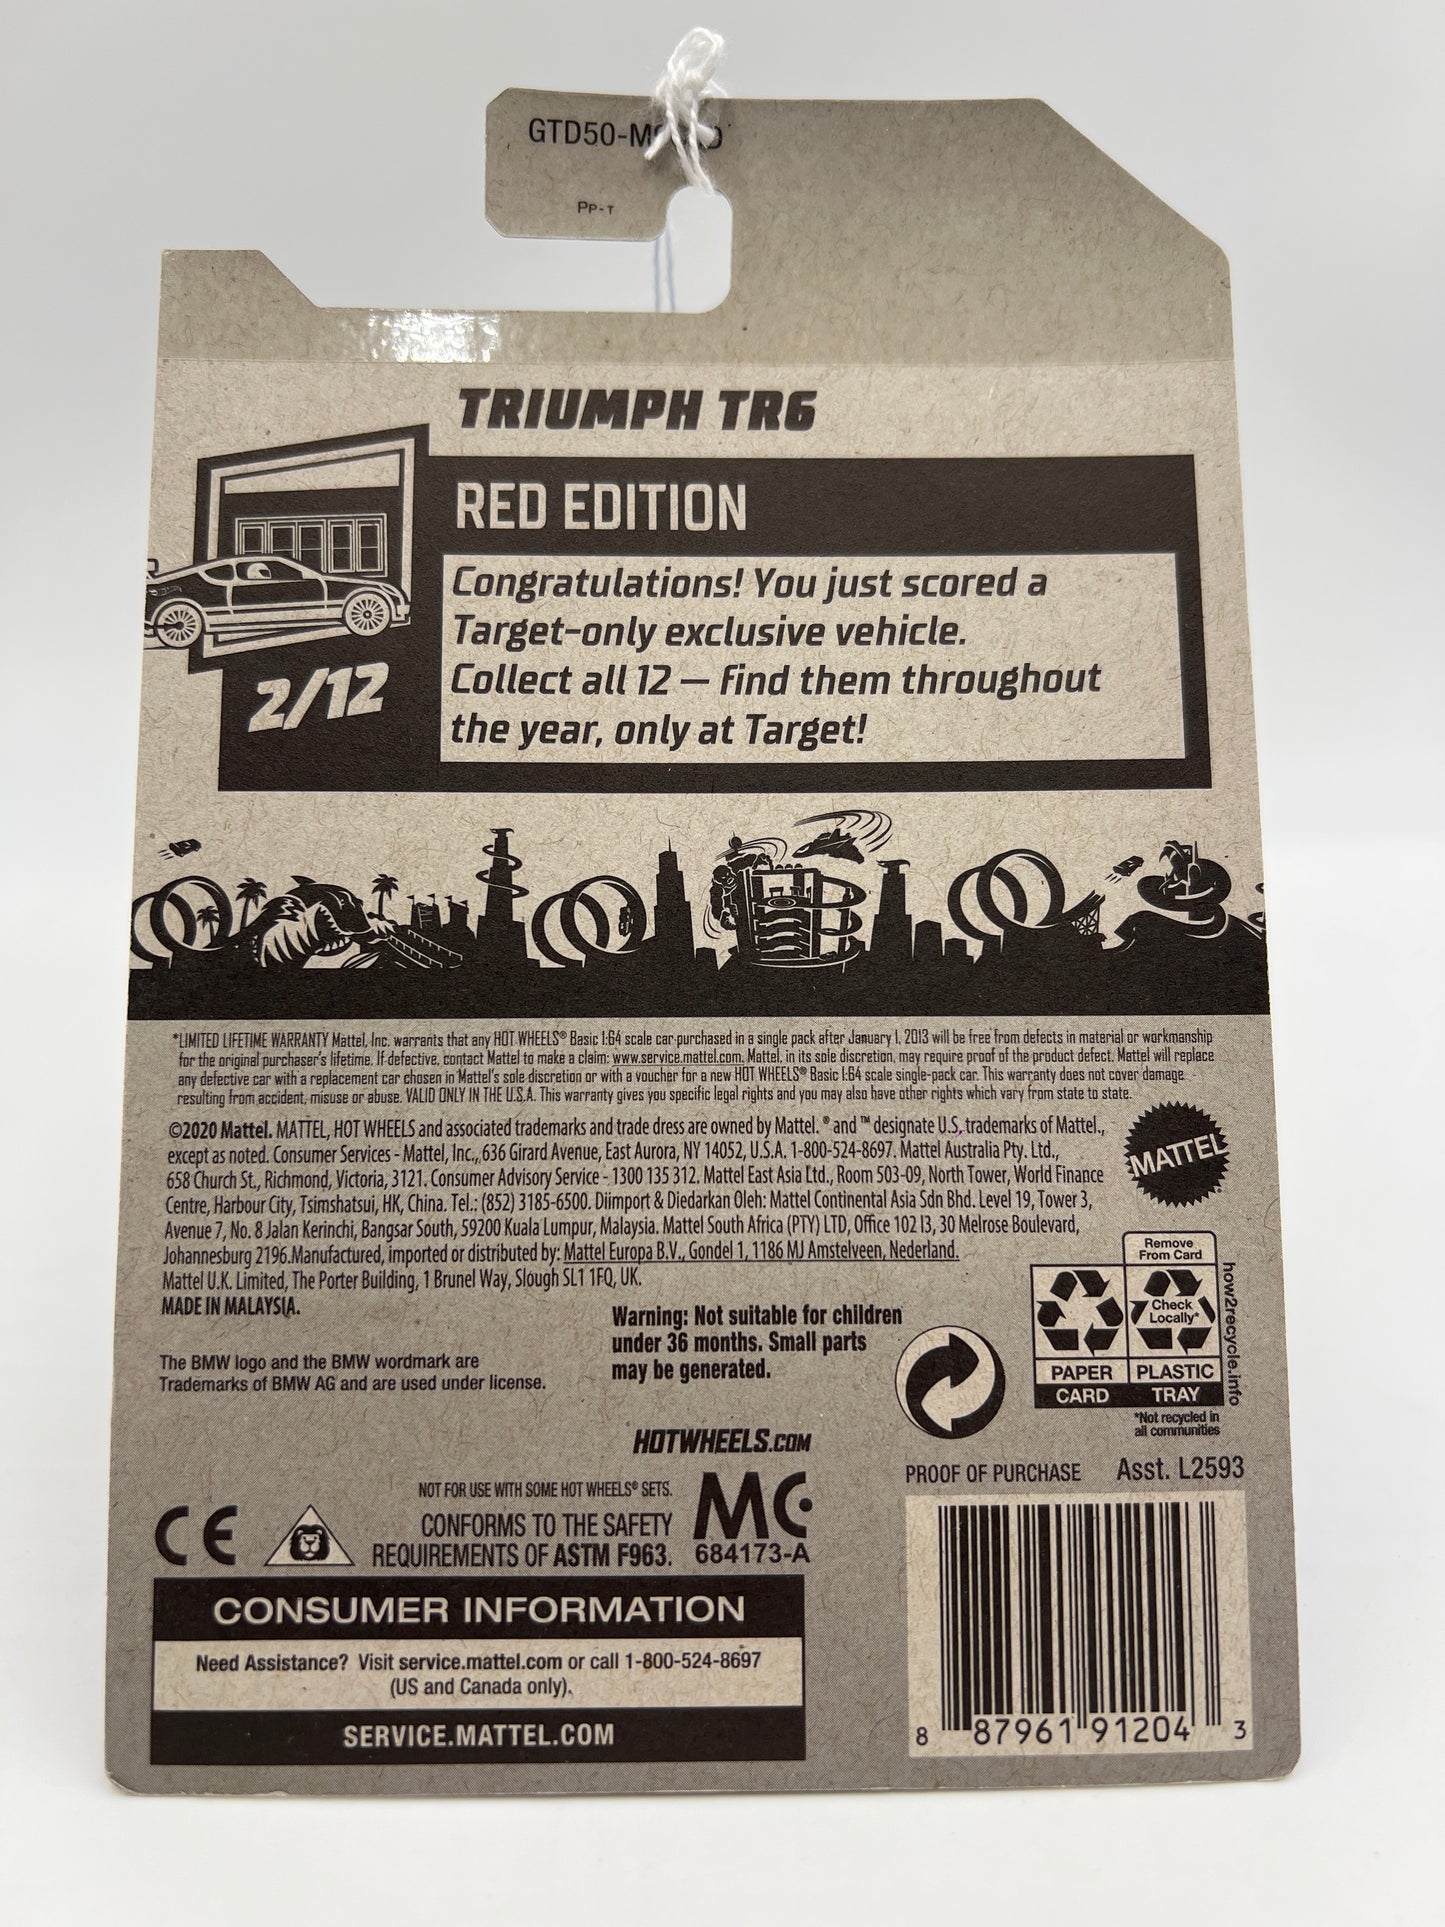 GTD50-M
PP-T
TRIUMPH TR6
RED EDITION
Congratulations! You just scored a
Target-only exclusive vehicle.
Collect all 12 — find them throughout
the year, only at Target!
2/12
*LIMITED LIFETIME WARRANTY Mattel, Inc. warrants that any HOT WHEELS® Basic 1:64 scale car purchased in a single pack after January 1, 2013 will be free from defects in material or workmanship
for the original purchaser's lifetime. If defective, contact Mattel to make a claim: www.service.mattel.com. Mattel, in its sole discretion, may require proof of the product defect. Mattel will replace
any defective car with a replacement car chosen in Mattel's sole discretion or with a voucher for a new HOT WHEELS® Basic 1:64 scale single-pack car. This warranty does not cover damage
resulting from accident, misuse or abuse. VALID ONLY IN THE U.S.A. This warranty gives you specific legal rights and you may also have other rights which vary from state to state.
©2020 Mattel. MATTEL, HOT WHEELS and associated trademarks and trade dress are owned by Mattel. ® and ™ designate U.S. trademarks of Mattel.,
except as noted. Consumer Services - Mattel, Inc., 636 Girard Avenue, East Aurora, NY 14052, U.S.A. 1-800-524-8697. Mattel Australia Pty. Ltd.,
658 Church St., Richmond, Victoria, 3121. Consumer Advisory Service - 1300 135 312. Mattel East Asia Ltd., Room 503-09, North Tower, World Finance
Centre, Harbour City, Tsimshatsui, HK, China. Tel.: (852) 3185-6500. Diimport & Diedarkan Oleh: Mattel Continental Asia Sdn Bhd. Level 19, Tower 3,
Avenue 7, No. 8 Jalan Kerinchi, Bangsar South, 59200 Kuala Lumpur, Malaysia. Mattel South Africa (PTY) LTD, Office 102 I3, 30 Melrose Boulevard,
Johannesburg 2196.Manufactured, imported or distributed by: Mattel Europa B.V., Gondel 1, 1186 MJ Amstelveen, Nederland.
Mattel U.K. Limited, The Porter Building, 1 Brunel Way, Slough SL1 1FQ, UK.
MADE IN MALAYSIA.
MATTEL
The BMW logo and the BMW wordmark are
Trademarks of BMW AG and are used under license.
Warning: Not suitable for children
under 36 months. Small parts
may be generated.
Remove
From Card
Check
Locally*
PAPER
PLASTIC
CARD
TRAY
how2recycle.info
*Not recycled in
all communities
HOTWHEELS.COM
NOT FOR USE WITH SOME HOT WHEELS® SETS.
CONFORMS TO THE SAFETY
REQUIREMENTS OF ASTM F963.
CE
MC
684173-A
PROOF OF PURCHASE
Asst. L2593
8 87961 91204 3
CONSUMER INFORMATION
Need Assistance? Visit service.mattel.com or call 1-800-524-8697
(US and Canada only).
SERVICE.MATTEL.COM